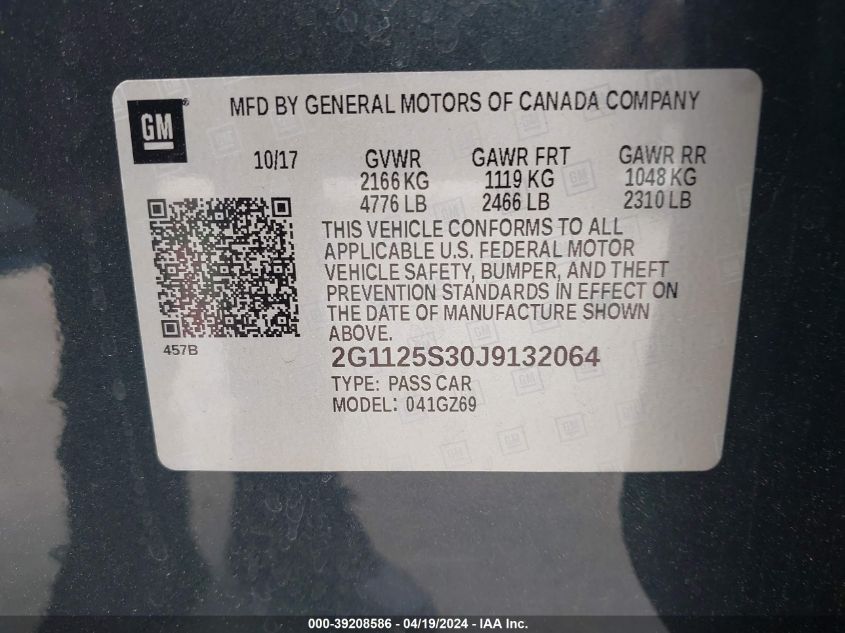 GM
MFD BY GENERAL MOTORS OF CANADA COMPANY
10/17 GVWR GAWR FRT GAWR RR
2166 KG 1119 KG 1048 KG
4776 LB 2466 LB 2310 LB
THIS VEHICLE CONFORMS TO ALL
APPLICABLE U.S. FEDERAL MOTOR
VEHICLE SAFETY, BUMPER, AND THEFT
PREVENTION STANDARDS IN EFFECT ON
THE DATE OF MANUFACTURE SHOWN
ABOVE.
457B
2G1125S30J9132064
TYPE: PASS CAR
MODEL: 041GZ69
000-39208586 - 04/19/2024 - IAA Inc.